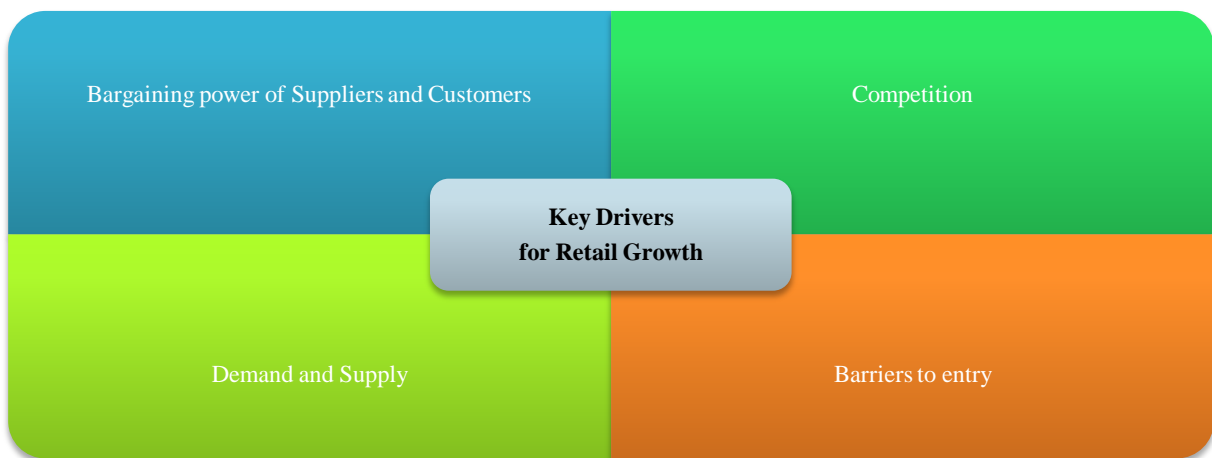 Bargaining power of Suppliers and Customers
Competition
Key Drivers
for Retail Growth
Demand and Supply
Barriers to entry